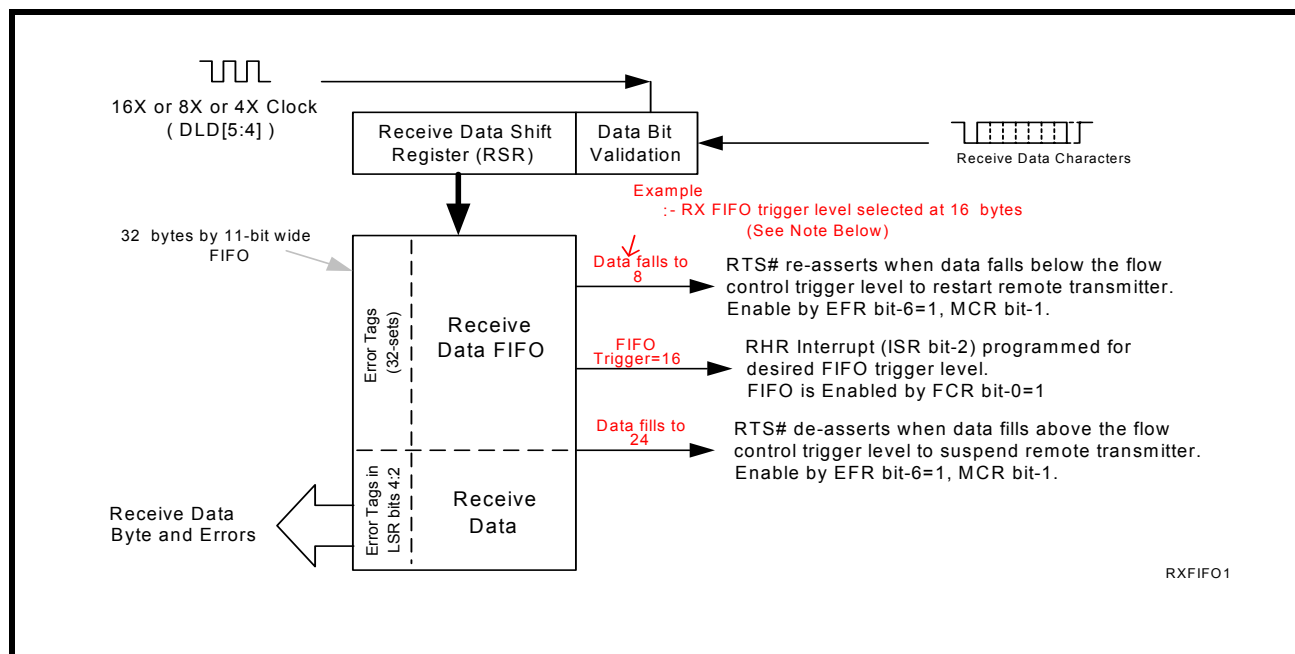 16X or 8X or 4X Clock
( DLD[5:4] )
Receive Data Shift
Register (RSR)
Data Bit
Validation
Receive Data Characters
Example
:- RX FIFO trigger level selected at 16 bytes
(See Note Below)
32 bytes by 11-bit wide
FIFO
Data falls to
8
RTS# re-asserts when data falls below the flow
control trigger level to restart remote transmitter.
Enable by EFR bit-6=1, MCR bit-1.
Error Tags
(32-sets)
Receive
Data FIFO
FIFO
Trigger=16
RHR Interrupt (ISR bit-2) programmed for
desired FIFO trigger level.
FIFO is Enabled by FCR bit-0=1
Data fills to
24
RTS# de-asserts when data fills above the flow
control trigger level to suspend remote transmitter.
Enable by EFR bit-6=1, MCR bit-1.
Error Tags in
LSR bits 4:2
Receive
Data
Receive Data
Byte and Errors
RXFIFO1